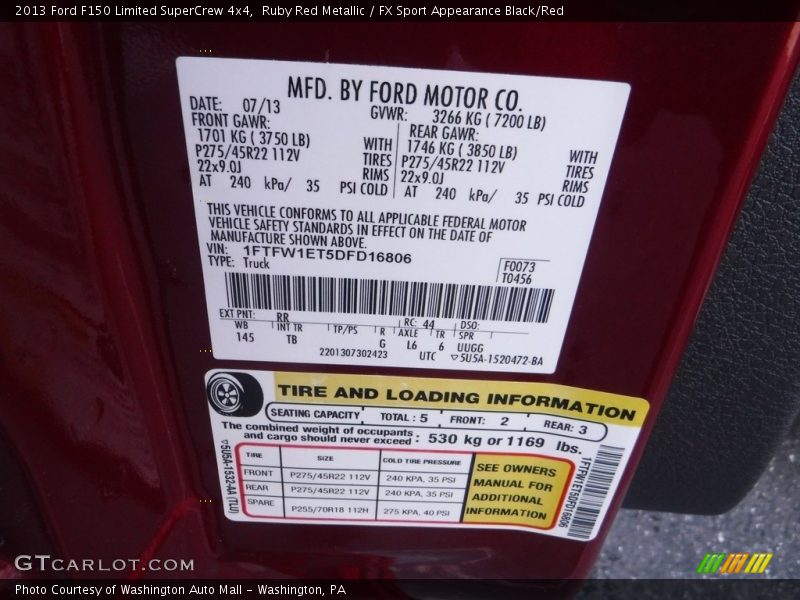 2013 Ford F150 Limited SuperCrew 4x4,  Ruby Red Metallic / FX Sport Appearance Black/Red
MFD. BY FORD MOTOR CO.
DATE: 07/13 GVWR: 3266 KG ( 7200 LB)
FRONT GAWR: REAR GAWR:
1701 KG ( 3750 LB) WITH 1746 KG ( 3850 LB) WITH
P275/45R22 112V TIRES P275/45R22 112V TIRES
22x9.0J RIMS 22x9.0J RIMS
AT 240 kPa/ 35 PSI COLD AT 240 kPa/ 35 PSI COLD
THIS VEHICLE CONFORMS TO ALL APPLICABLE FEDERAL MOTOR
VEHICLE SAFETY STANDARDS IN EFFECT ON THE DATE OF
MANUFACTURE SHOWN ABOVE.
VIN: 1FTFW1ET5DFD16806
TYPE: Truck
F0073
T0456
EXT PNT: RR RC: 44 DSO:
WB INT TR TP/PS R AXLE TR SPR
145 TB G L6 6 UUGG
2201307302423 UTC ▽5U5A-1520472-BA
TIRE AND LOADING INFORMATION
SEATING CAPACITY TOTAL : 5 FRONT: 2 REAR: 3
The combined weight of occupants
and cargo should never exceed : 530 kg or 1169 lbs.
TIRE SIZE COLD TIRE PRESSURE
FRONT P275/45R22 112V 240 KPA, 35 PSI
REAR P275/45R22 112V 240 KPA, 35 PSI
SPARE P255/70R18 112H 275 KPA, 40 PSI
SEE OWNERS
MANUAL FOR
ADDITIONAL
INFORMATION
▽5U5A-1532-AA (TLU)
1FTFW1ET5DFD16806
GTCARLOT.COM
Photo Courtesy of Washington Auto Mall - Washington, PA